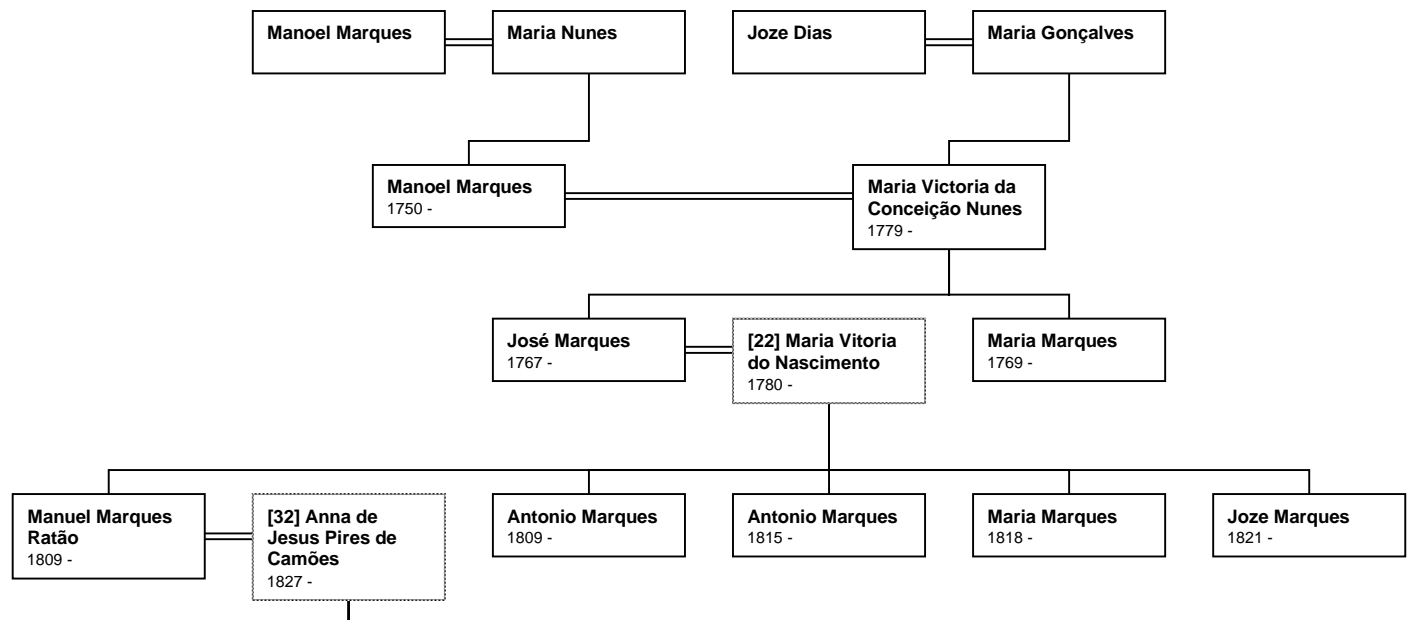 Manoel Marques
Maria Nunes
Joze Dias
Maria Gonçalves
Manoel Marques
1750 -
Maria Victoria da
Conceição Nunes
1779 -
José Marques
1767 -
[22] Maria Vitoria
do Nascimento
1780 -
Maria Marques
1769 -
Manuel Marques
Ratão
1809 -
[32] Anna de
Jesus Pires de
Camões
1827 -
Antonio Marques
1809 -
Antonio Marques
1815 -
Maria Marques
1818 -
Joze Marques
1821 -